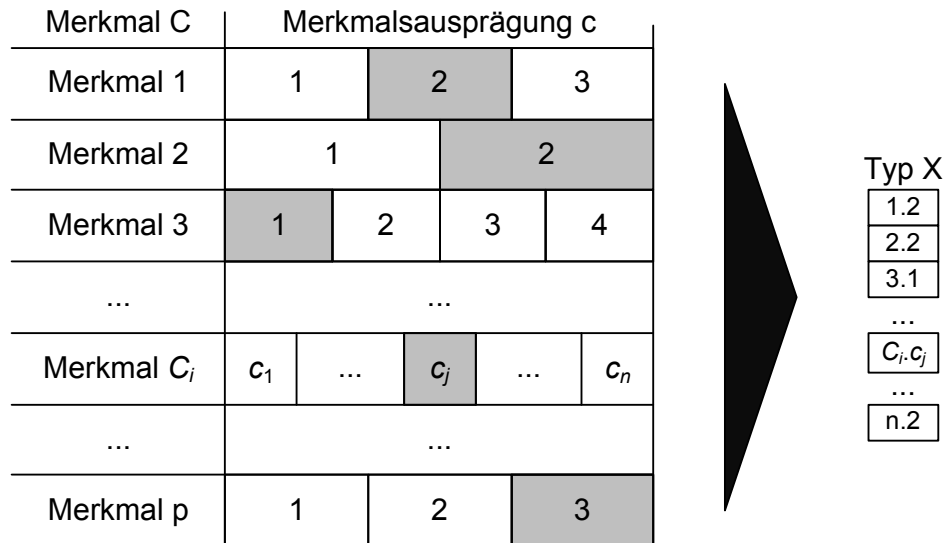 Merkmal C Merkmalsausprägung c
Merkmal 1 1 2 3
Merkmal 2 1 2
Merkmal 3 1 2 3 4
... ...
Merkmal Ci c1 ... cj ... cn
... ...
Merkmal p 1 2 3
Typ X
1.2
2.2
3.1
...
Ci.cj
...
n.2